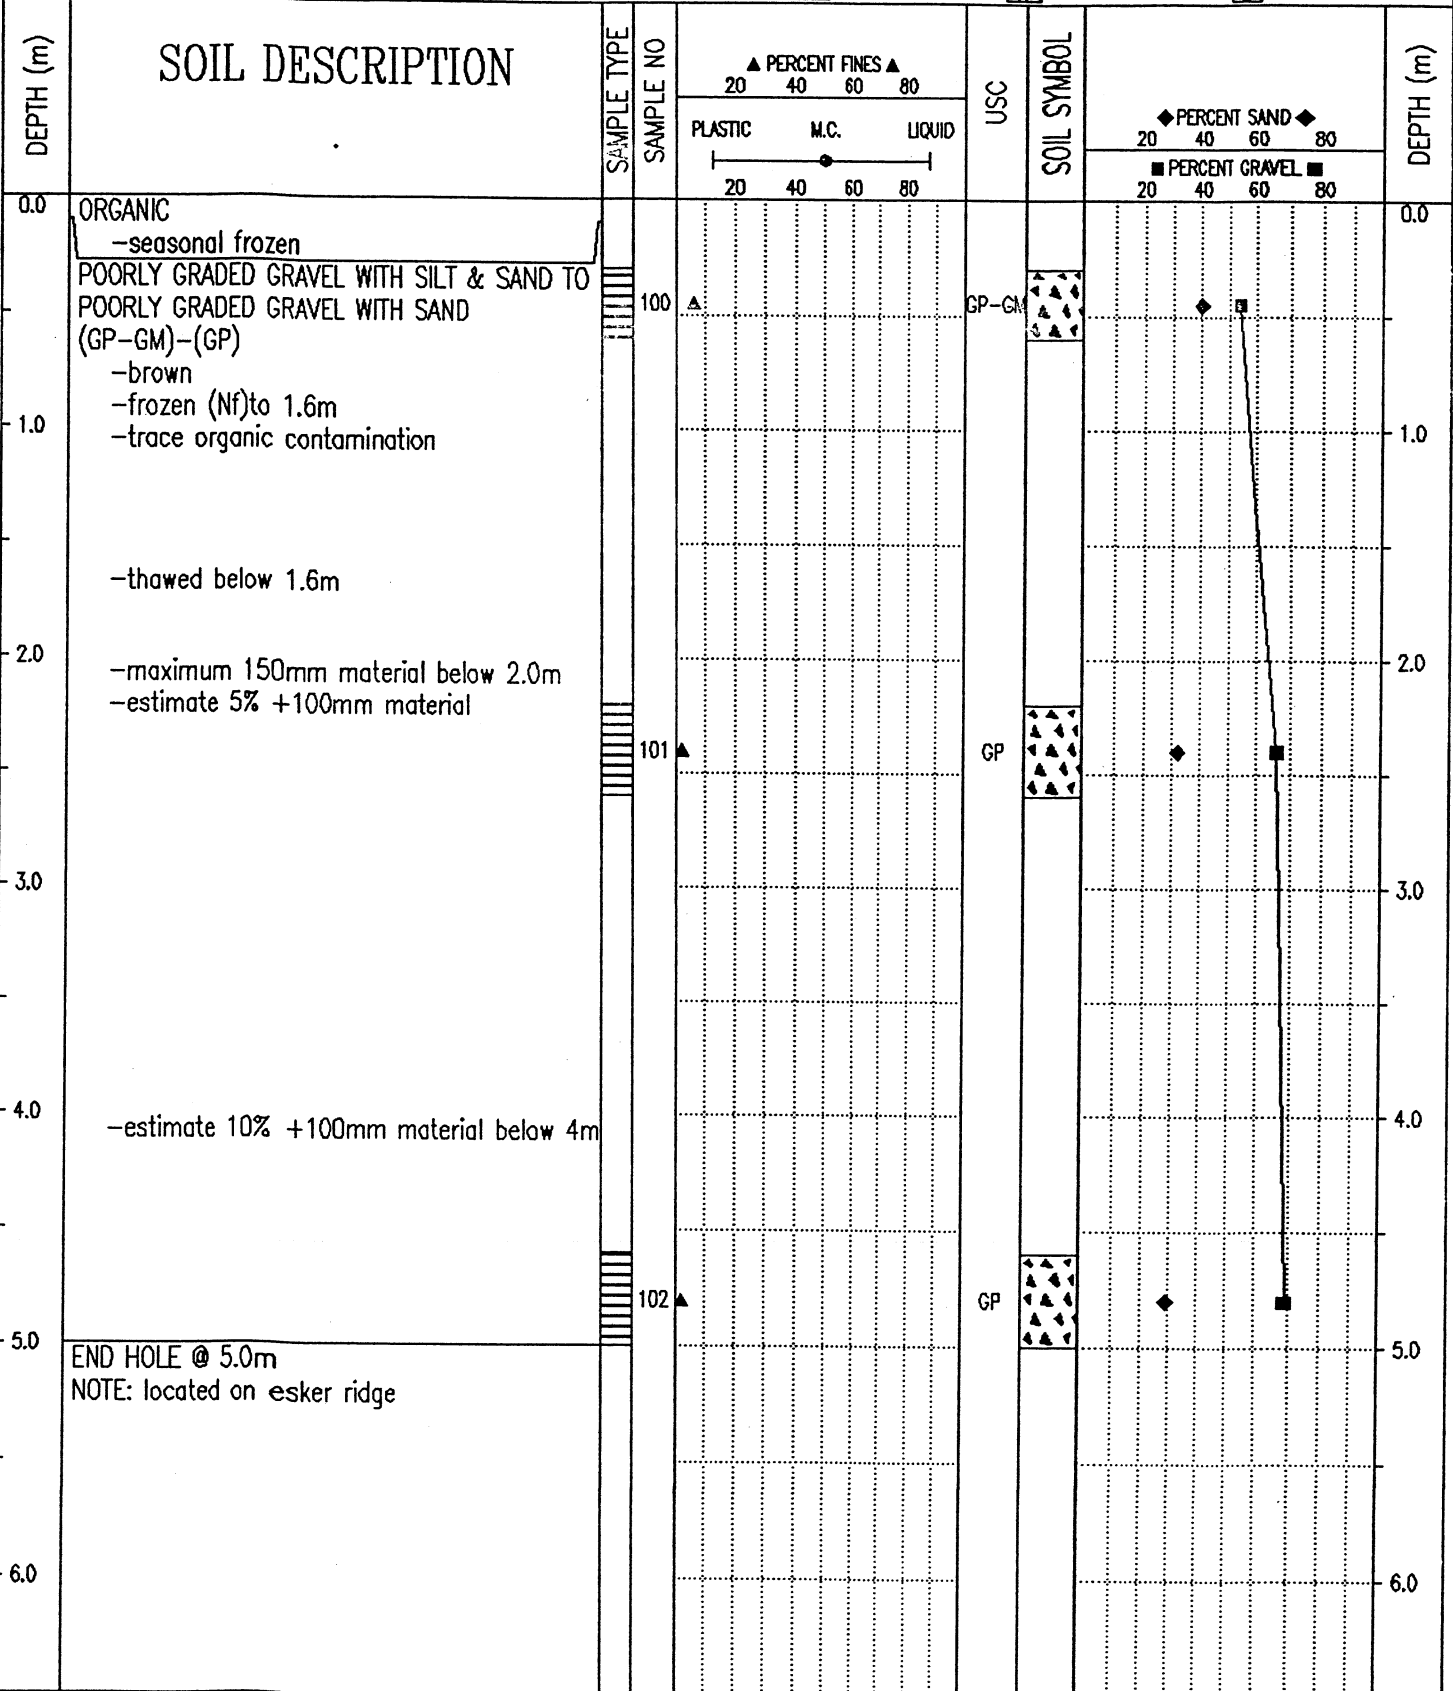 DEPTH (m)
SOIL DESCRIPTION
SAMPLE TYPE
SAMPLE NO
▲ PERCENT FINES ▲
20 40 60 80
PLASTIC M.C. LIQUID
20 40 60 80
USC
SOIL SYMBOL
◆PERCENT SAND◆
20 40 60 80
■PERCENT GRAVEL■
20 40 60 80
DEPTH (m)
0.0
ORGANIC
0.0
-seasonal frozen
POORLY GRADED GRAVEL WITH SILT & SAND TO
POORLY GRADED GRAVEL WITH SAND
100
GP-GM
(GP-GM)-(GP)
-brown
-frozen (Nf)to 1.6m
1.0
-trace organic contamination
1.0
-thawed below 1.6m
2.0
-maximum 150mm material below 2.0m
2.0
-estimate 5% +100mm material
101
GP
3.0
3.0
4.0
-estimate 10% +100mm material below 4m
4.0
102
GP
5.0
END HOLE @ 5.0m
5.0
NOTE: located on esker ridge
6.0
6.0